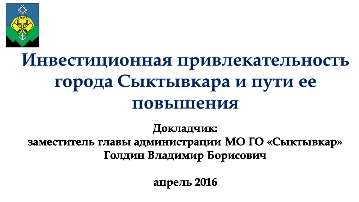 Инвестиционная привлекательность
города Сыктывкара и пути ее
повышения
Докладчик:
заместитель главы администрации МО ГО «Сыктывкар»
Голдин Владимир Борисович
апрель 2016